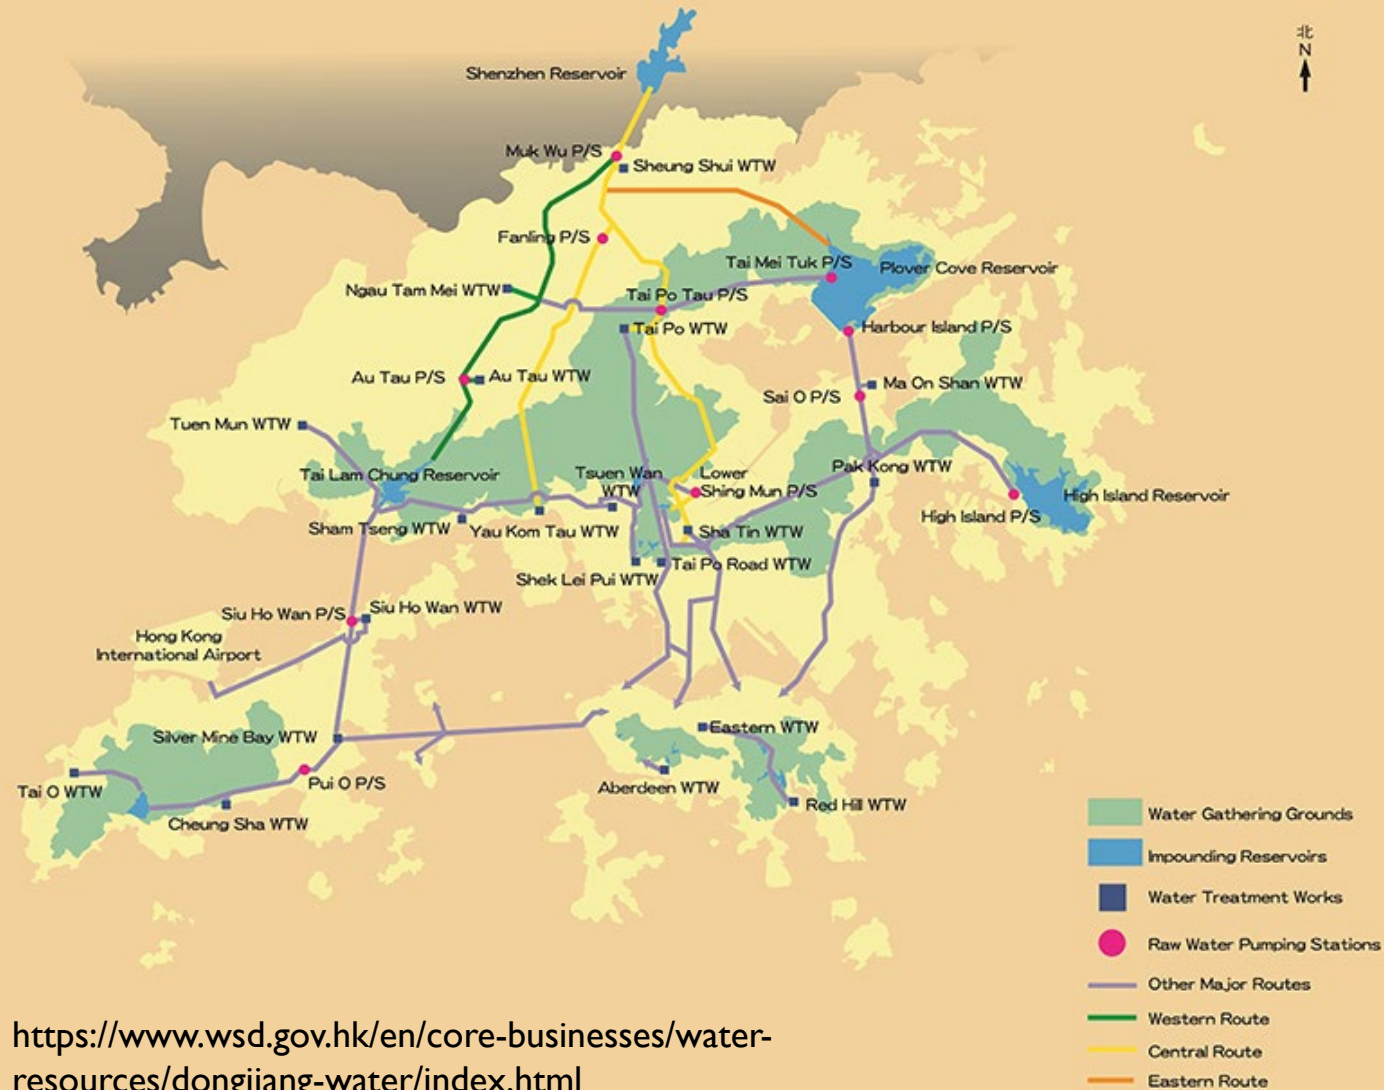 北
N
Shenzhen Reservoir
Muk Wu P/S
Sheung Shui WTW
Fanling P/S
Tai Mei Tuk P/S
Plover Cove Reservoir
Ngau Tam Mei WTW
Tai Po Tau P/S
Tai Po WTW
Harbour Island P/S
Au Tau P/S
Au Tau WTW
Ma On Shan WTW
Sai O P/S
Tuen Mun WTW
Tai Lam Chung Reservoir
Tsuen Wan
WTW
Lower
Shing Mun P/S
Pak Kong WTW
High Island Reservoir
High Island P/S
Sham Tseng WTW
Yau Kom Tau WTW
Sha Tin WTW
Shek Lei Pui WTW
Tai Po Road WTW
Siu Ho Wan P/S
Siu Ho Wan WTW
Hong Kong
International Airport
Silver Mine Bay WTW
Eastern WTW
Tai O WTW
Pui O P/S
Aberdeen WTW
Red Hill WTW
Cheung Sha WTW
Water Gathering Grounds
Impounding Reservoirs
Water Treatment Works
Raw Water Pumping Stations
Other Major Routes
Western Route
Central Route
Eastern Route
https://www.wsd.gov.hk/en/core-businesses/water-
resources/dongjiang-water/index.html